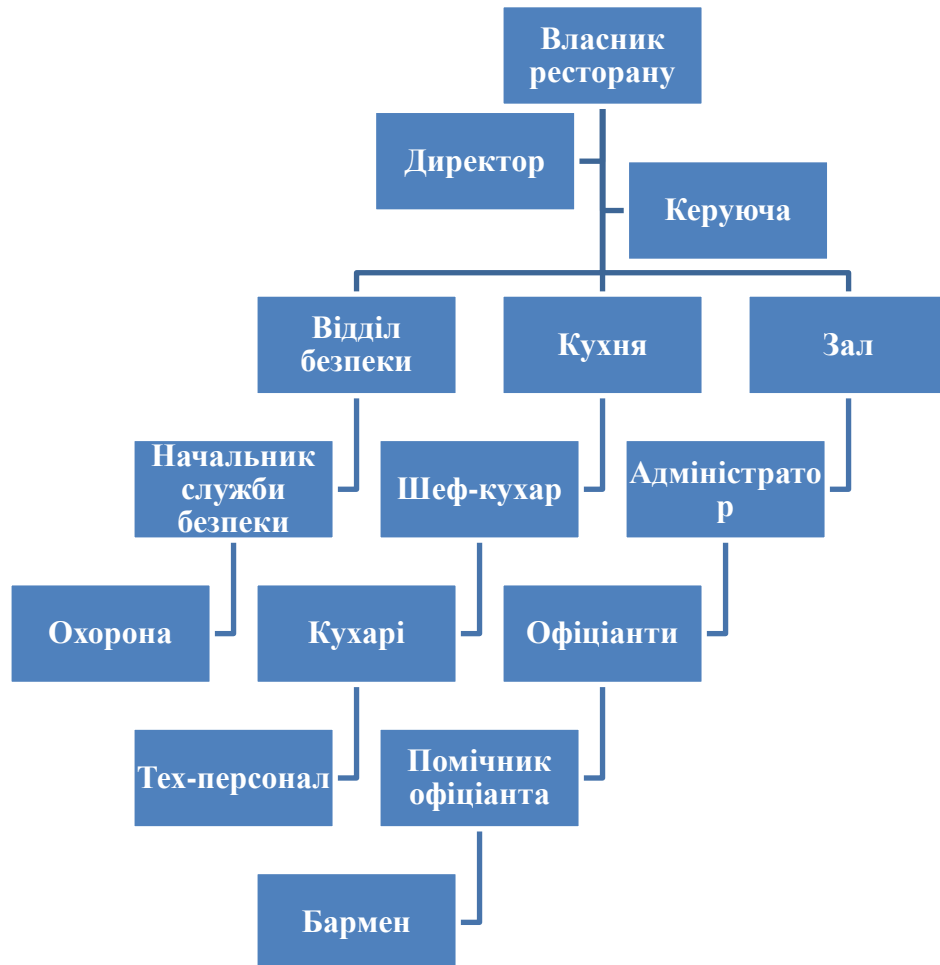 Власник
ресторану
Директор
Керуюча
Відділ
безпеки
Кухня
Зал
Начальник
служби
безпеки
Шеф-кухар
Адміністрато
р
Охорона
Кухарі
Офіціанти
Тех-персонал
Помічник
офіціанта
Бармен